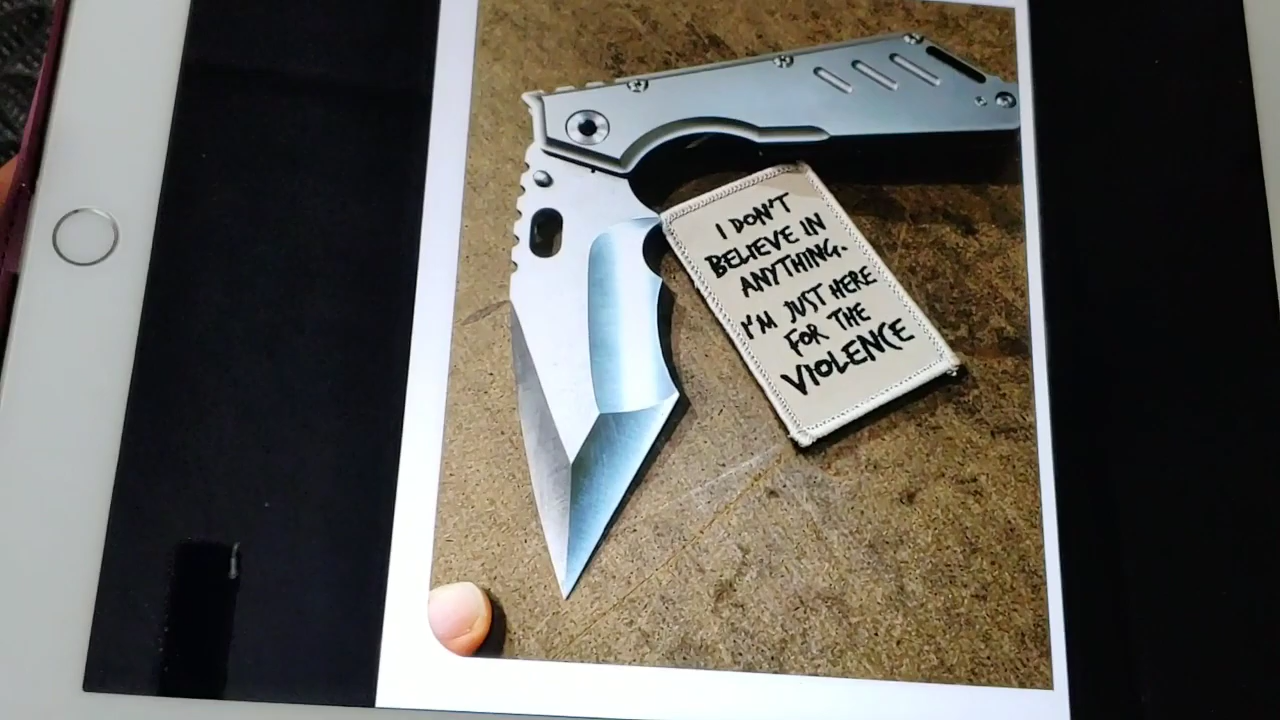 I DON'T
BELIEVE IN
ANYTHING.
I'M JUST HERE
FOR THE
VIOLENCE